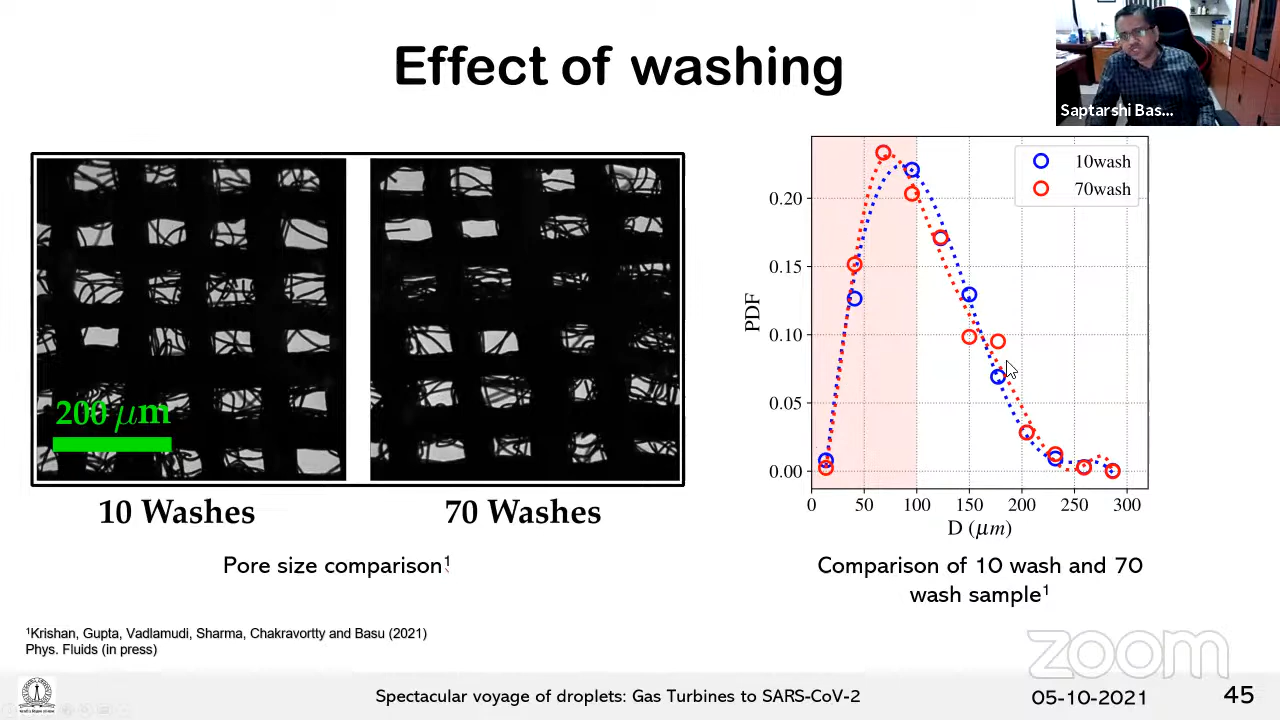 Effect of washing
Saptarshi Bas...
200 μm
10 Washes
70 Washes
Pore size comparison¹
10wash
70wash
PDF
0.20
0.15
0.10
0.05
0.00
0
50
100
150
200
250
300
D (μm)
Comparison of 10 wash and 70
wash sample¹
¹Krishan, Gupta, Vadlamudi, Sharma, Chakravortty and Basu (2021)
Phys. Fluids (in press)
zoom
Spectacular voyage of droplets: Gas Turbines to SARS-CoV-2
05-10-2021
45